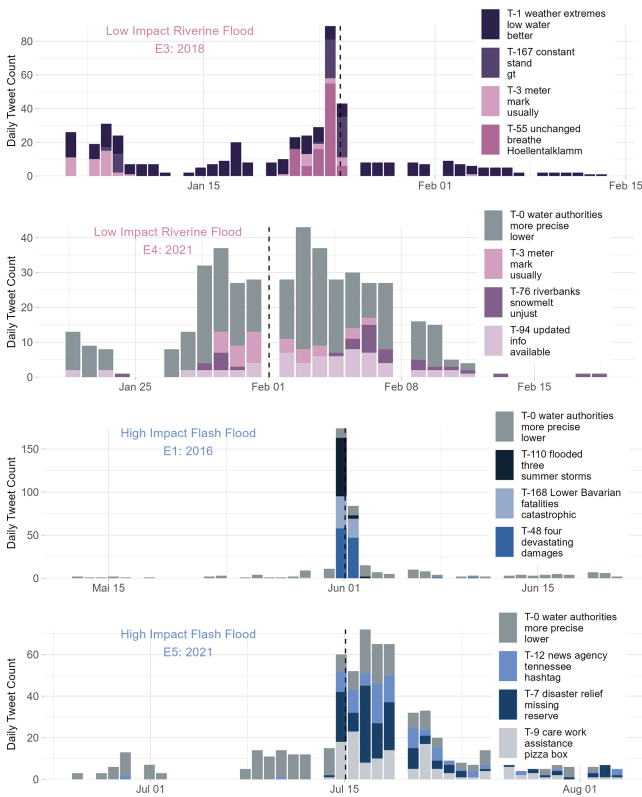 Low Impact Riverine Flood
E3: 2018
Daily Tweet Count
80
60
40
20
0
Jan 15
Feb 01
Feb 15
T-1 weather extremes
low water
better
T-167 constant
stand
gt
T-3 meter
mark
usually
T-55 unchanged
breathe
Hoellentalklamm
Low Impact Riverine Flood
E4: 2021
Daily Tweet Count
40
30
20
10
0
Jan 25
Feb 01
Feb 08
Feb 15
T-0 water authorities
more precise
lower
T-3 meter
mark
usually
T-76 riverbanks
snowmelt
unjust
T-94 updated
info
available
High Impact Flash Flood
E1: 2016
Daily Tweet Count
150
100
50
0
Mai 15
Jun 01
Jun 15
T-0 water authorities
more precise
lower
T-110 flooded
three
summer storms
T-168 Lower Bavarian
fatalities
catastrophic
T-48 four
devastating
damages
High Impact Flash Flood
E5: 2021
Daily Tweet Count
60
40
20
0
Jul 01
Jul 15
Aug 01
T-0 water authorities
more precise
lower
T-12 news agency
tennessee
hashtag
T-7 disaster relief
missing
reserve
T-9 care work
assistance
pizza box